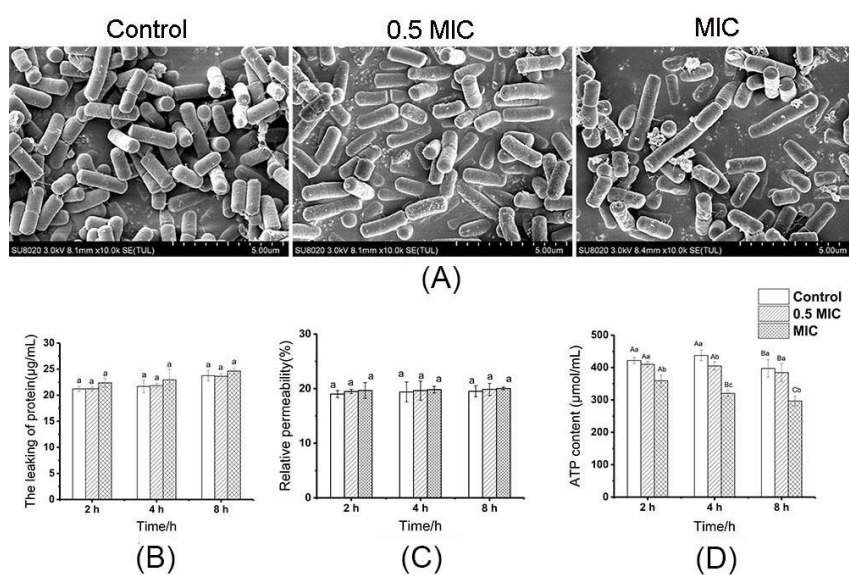 Control 0.5 MIC MIC
SU8020 3.0kV 8.1mm x10.0k SE(TUL) 5.00um
SU8020 3.0kV 8.1mm x10.0k SE(TUL) 5.00um
SU8020 3.0kV 8.4mm x10.0k SE(TUL) 5.00um
(A)
The leaking of protein(μg/mL)
30
25
20
15
10
5
0
a a a a a a a a a
2 h 4 h 8 h
Time/h
(B)
Relative permeability(%)
30
20
10
0
a a a a a a a a a
2 h 4 h 8 h
Time/h
(C)
Control
0.5 MIC
MIC
ATP content (μmol/mL)
500
450
400
300
200
100
0
Aa Aa Ab Aa Ab Bc Ba Ba Cb
2 h 4 h 8 h
Time/h
(D)